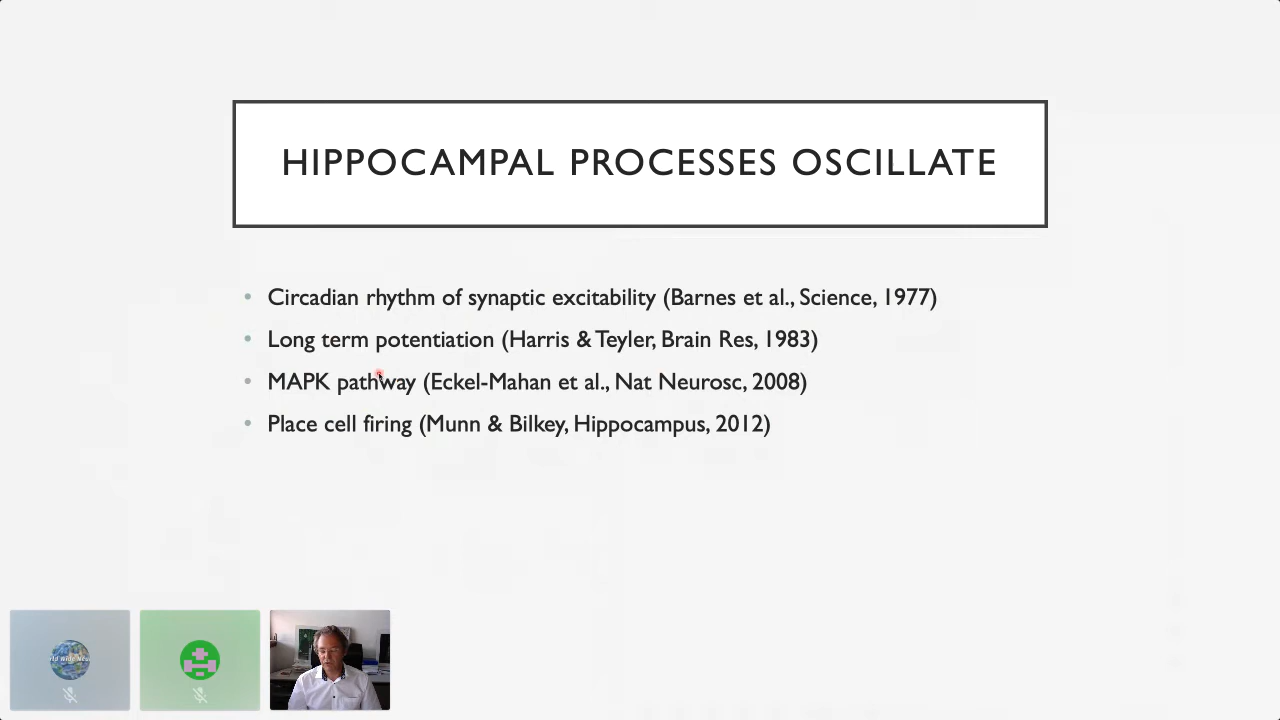 HIPPOCAMPAL PROCESSES OSCILLATE
• Circadian rhythm of synaptic excitability (Barnes et al., Science, 1977)
• Long term potentiation (Harris & Teyler, Brain Res, 1983)
• MAPK pathway (Eckel-Mahan et al., Nat Neurosc, 2008)
• Place cell firing (Munn & Bilkey, Hippocampus, 2012)